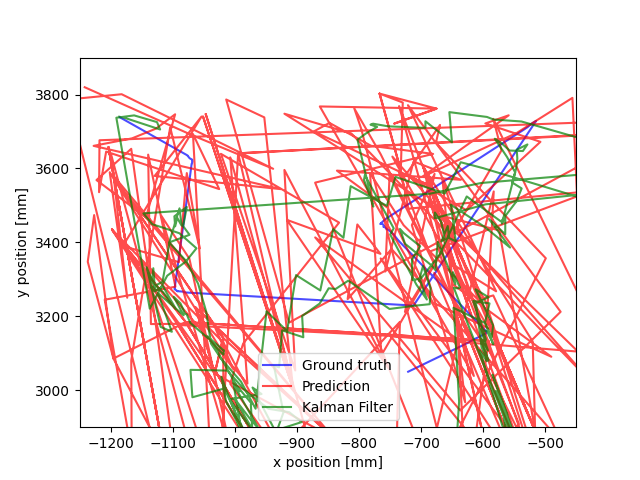 3800
3600
3400
3200
3000
y position [mm]
Ground truth
Prediction
Kalman Filter
−1200 −1100 −1000 −900 −800 −700 −600 −500
x position [mm]